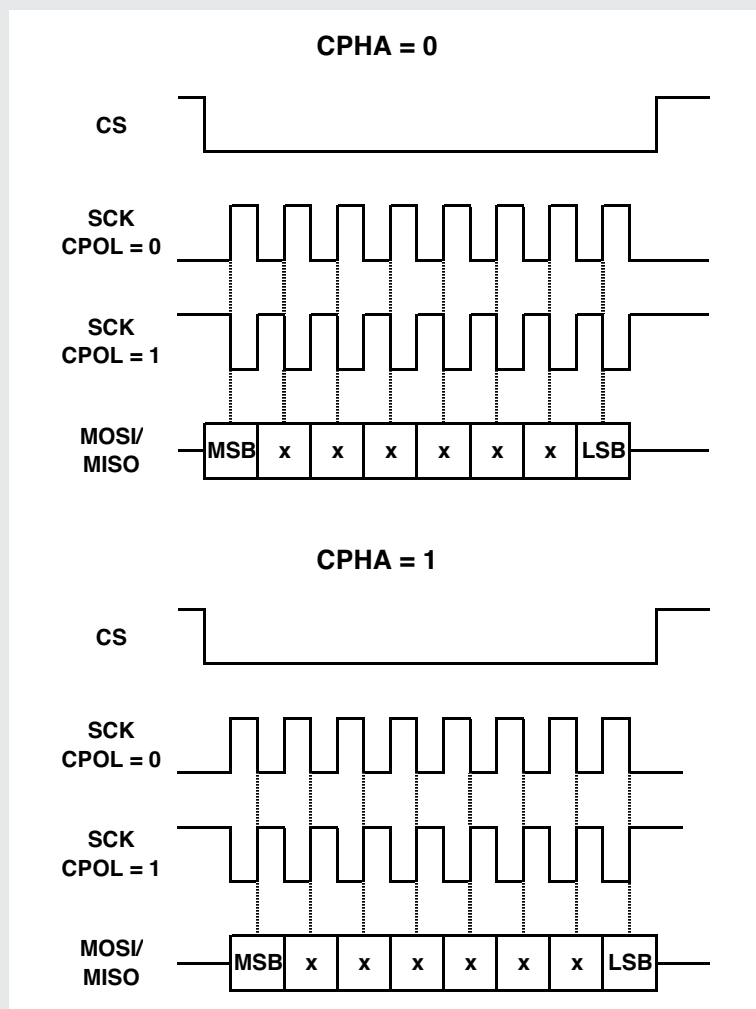 CPHA = 0
CS
SCK
CPOL = 0
SCK
CPOL = 1
MOSI/
MISO
MSB x x x x x x LSB
CPHA = 1
CS
SCK
CPOL = 0
SCK
CPOL = 1
MOSI/
MISO
MSB x x x x x x LSB